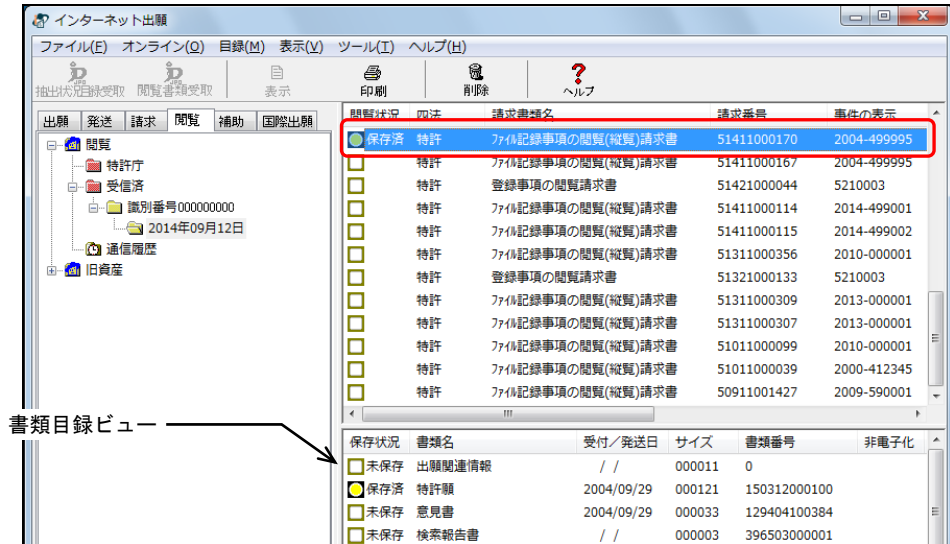 インターネット出願
ファイル(F) オンライン(O) 目録(M) 表示(V) ツール(T) ヘルプ(H)
抽出状況目録受取 閲覧書類受取 表示 印刷 削除 ヘルプ
出願 発送 請求 閲覧 補助 国際出願
閲覧
特許庁
受信済
識別番号000000000
2014年09月12日
通信履歴
旧資産
閲覧状況 四法 請求書類名 請求番号 事件の表示
保存済 特許 ファイル記録事項の閲覧(縦覧)請求書 51411000170 2004-499995
特許 ファイル記録事項の閲覧(縦覧)請求書 51411000167 2004-499995
特許 登録事項の閲覧請求書 51421000044 5210003
特許 ファイル記録事項の閲覧(縦覧)請求書 51411000114 2014-499001
特許 ファイル記録事項の閲覧(縦覧)請求書 51411000115 2014-499002
特許 ファイル記録事項の閲覧(縦覧)請求書 51311000356 2010-000001
特許 登録事項の閲覧請求書 51321000133 5210003
特許 ファイル記録事項の閲覧(縦覧)請求書 51311000309 2013-000001
特許 ファイル記録事項の閲覧(縦覧)請求書 51311000307 2013-000001
特許 ファイル記録事項の閲覧(縦覧)請求書 51011000099 2010-000001
特許 ファイル記録事項の閲覧(縦覧)請求書 51011000039 2000-412345
特許 ファイル記録事項の閲覧(縦覧)請求書 50911001427 2009-590001
書類目録ビュー
保存状況 書類名 受付/発送日 サイズ 書類番号 非電子化
未保存 出願関連情報 / / 000011 0
保存済 特許願 2004/09/29 000121 150312000100
未保存 意見書 2004/09/29 000033 129404100384
未保存 検索報告書 / / 000003 396503000001